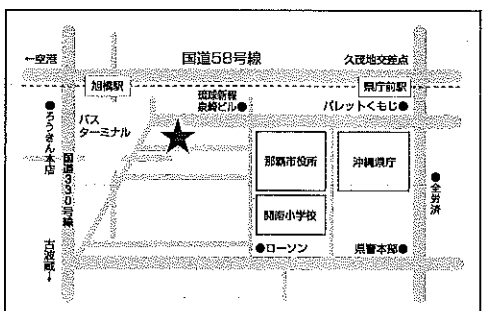 ←空港
国道58号線
久茂地交差点
旭橋駅
県庁前駅
琉球新報
泉崎ビル●
パレットくもじ●
●ろうきん本店
バス
ターミナル
国道330号線
那覇市役所
沖縄県庁
●全労済
開南小学校
古波蔵→
●ローソン
県警本部●